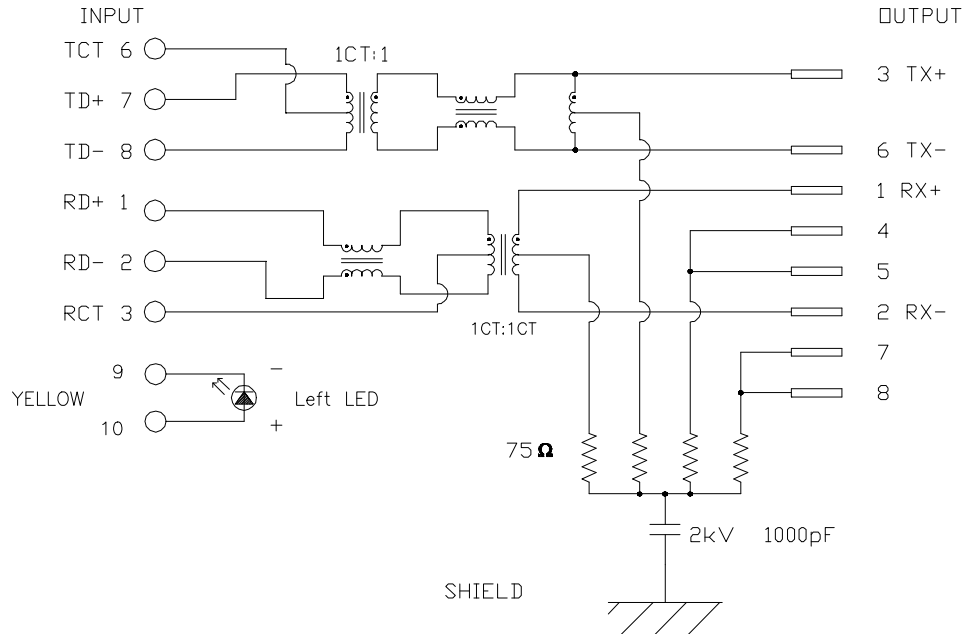 INPUT
OUTPUT
TCT 6
1CT:1
3 TX+
TD+ 7
TD- 8
6 TX-
1 RX+
RD+ 1
4
RD- 2
5
RCT 3
1CT:1CT
2 RX-
7
9
-
YELLOW
Left LED
8
10
+
75Ω
2kV 1000pF
SHIELD